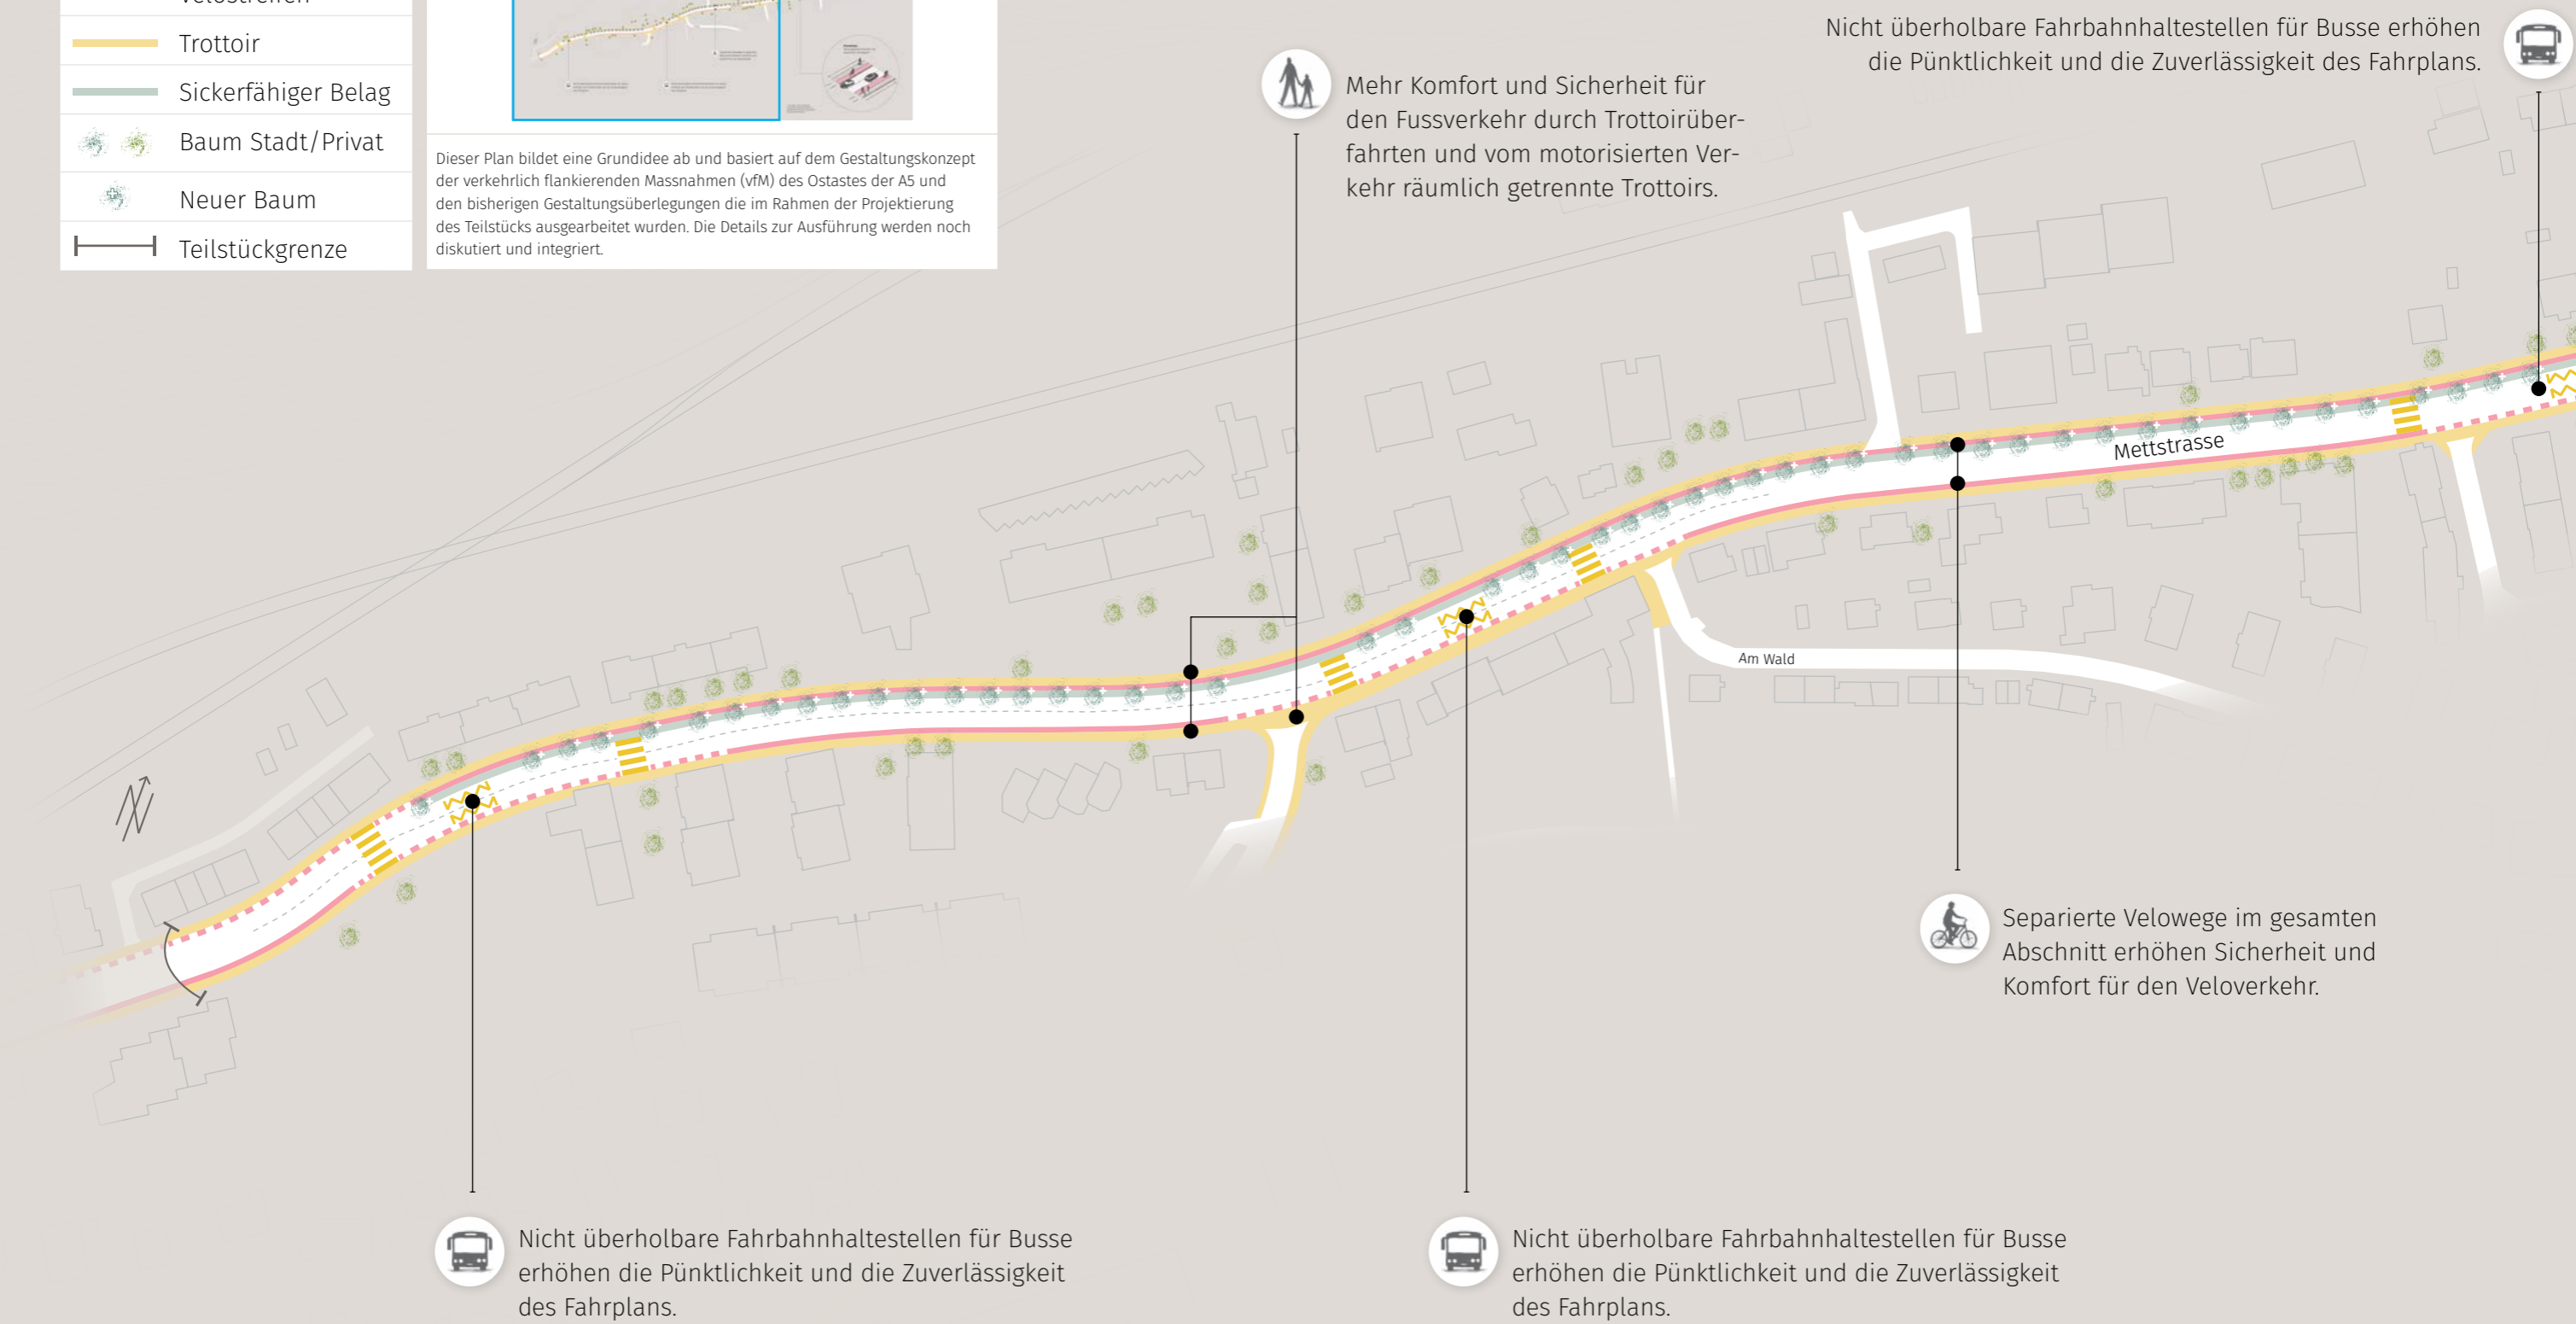 Velostreifen
Trottoir
Sickerfähiger Belag
Baum Stadt/Privat
Neuer Baum
Teilstückgrenze
Dieser Plan bildet eine Grundidee ab und basiert auf dem Gestaltungskonzept
der verkehrlich flankierenden Massnahmen (vfM) des Ostastes der A5 und
den bisherigen Gestaltungsüberlegungen die im Rahmen der Projektierung
des Teilstücks ausgearbeitet wurden. Die Details zur Ausführung werden noch
diskutiert und integriert.
Mehr Komfort und Sicherheit für
den Fussverkehr durch Trottoirüber-
fahrten und vom motorisierten Ver-
kehr räumlich getrennte Trottoirs.
Nicht überholbare Fahrbahnhaltestellen für Busse erhöhen
die Pünktlichkeit und die Zuverlässigkeit des Fahrplans.
Mettstrasse
Am Wald
Separierte Velowege im gesamten
Abschnitt erhöhen Sicherheit und
Komfort für den Veloverkehr.
Nicht überholbare Fahrbahnhaltestellen für Busse
erhöhen die Pünktlichkeit und die Zuverlässigkeit
des Fahrplans.
Nicht überholbare Fahrbahnhaltestellen für Busse
erhöhen die Pünktlichkeit und die Zuverlässigkeit
des Fahrplans.